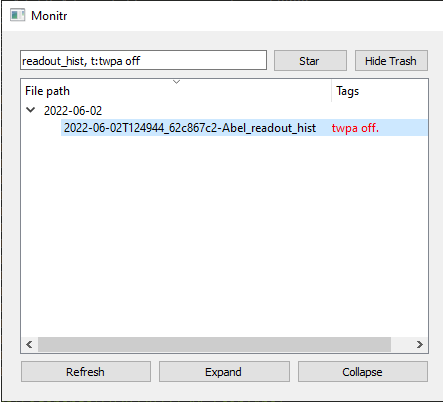 Monitr
readout_hist, t:twpa off
Star
Hide Trash
File path
Tags
2022-06-02
2022-06-02T124944_62c867c2-Abel_readout_hist
twpa off.
Refresh
Expand
Collapse